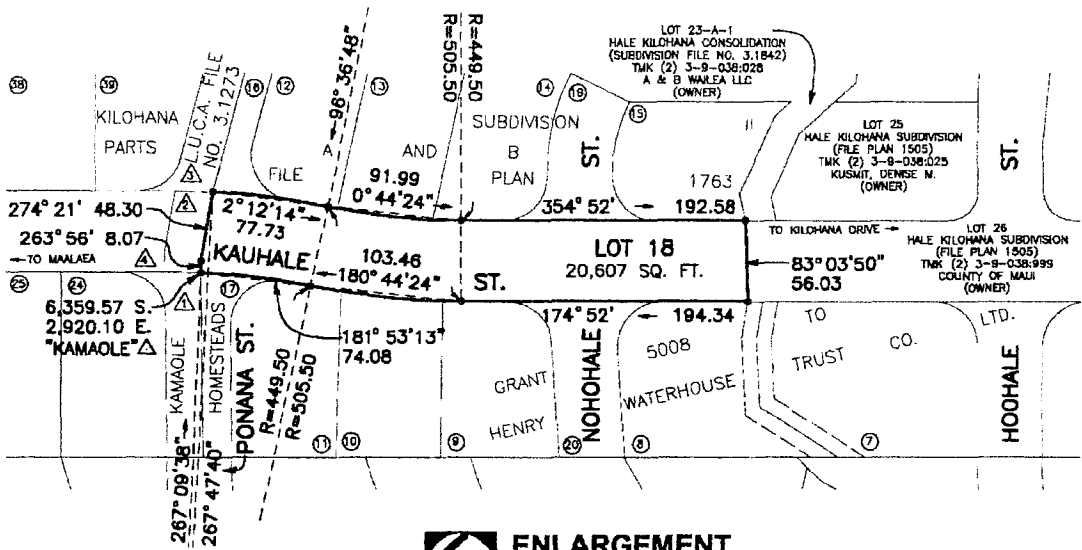 LOT 23-A-1
HALE KILOHANA CONSOLIDATION
(SUBDIVISION FILE NO. 3.1842)
TMK (2) 3-9-038:028
A & B WAILEA LLC
(OWNER)
38
39
KILOHANA
PARTS
L.U.C.A. FILE
NO. 3.1273
16
12
96° 36' 48"
13
R=505.50
R=449.50
14
18
15
SUBDIVISION
II
A
AND
B
FILE
PLAN
ST.
1763
LOT 25
HALE KILOHANA SUBDIVISION
(FILE PLAN 1505)
TMK (2) 3-9-038:025
KUSMIT, DENISE M.
(OWNER)
ST.
3
2
274° 21' 48.30
263° 56' 8.07
TO MAALAEA
4
2° 12' 14"
77.73
91.99
0° 44' 24"
354° 52' 192.58
KAUHALE
103.46
180° 44' 24"
ST.
LOT 18
20,607 SQ. FT.
TO KILOHANA DRIVE
83° 03' 50"
56.03
LOT 26
HALE KILOHANA SUBDIVISION
(FILE PLAN 1505)
TMK (2) 3-9-038:999
COUNTY OF MAUI
(OWNER)
25
24
1
17
6,359.57 S.
2,920.10 E.
"KAMAOLE"
181° 53' 13"
74.08
174° 52' 194.34
KAMAOLE
HOMESTEADS
PONANA ST.
R=449.50
R=505.50
GRANT
5008
TO
HENRY
WATERHOUSE
TRUST CO.
LTD.
NOHOHALE
HOOHALE
11
10
9
20
8
7
267° 09' 38"
267° 47' 40"
ENLARGEMENT